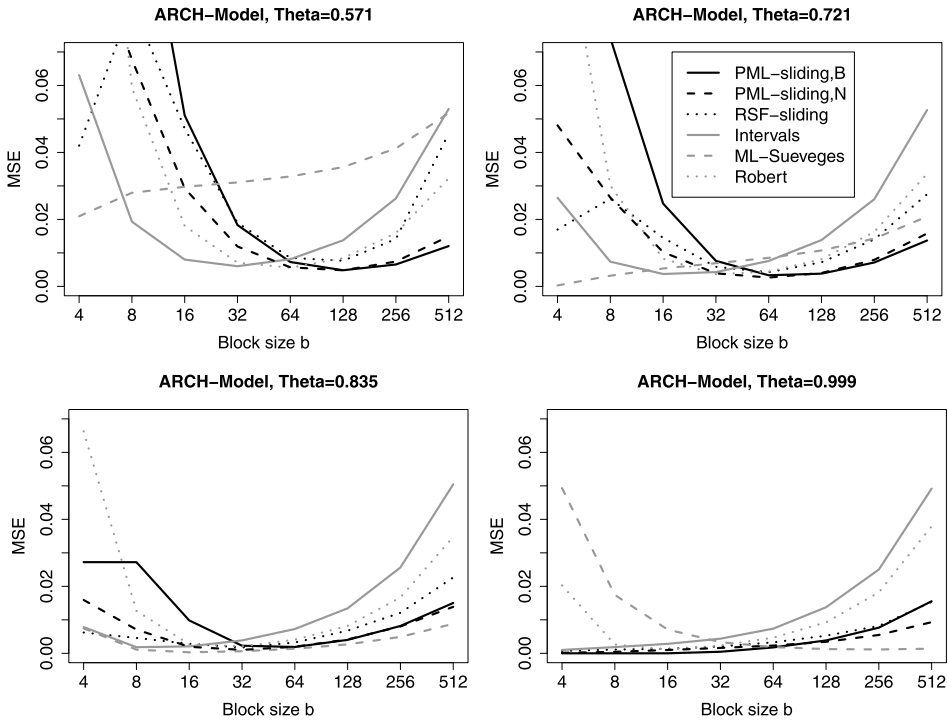 ARCH−Model, Theta=0.571
MSE
0.00 0.02 0.04 0.06
4 8 16 32 64 128 256 512
Block size b
ARCH−Model, Theta=0.721
MSE
0.00 0.02 0.04 0.06
PML−sliding,B
PML−sliding,N
RSF−sliding
Intervals
ML−Sueveges
Robert
4 8 16 32 64 128 256 512
Block size b
ARCH−Model, Theta=0.835
MSE
0.00 0.02 0.04 0.06
4 8 16 32 64 128 256 512
Block size b
ARCH−Model, Theta=0.999
MSE
0.00 0.02 0.04 0.06
4 8 16 32 64 128 256 512
Block size b